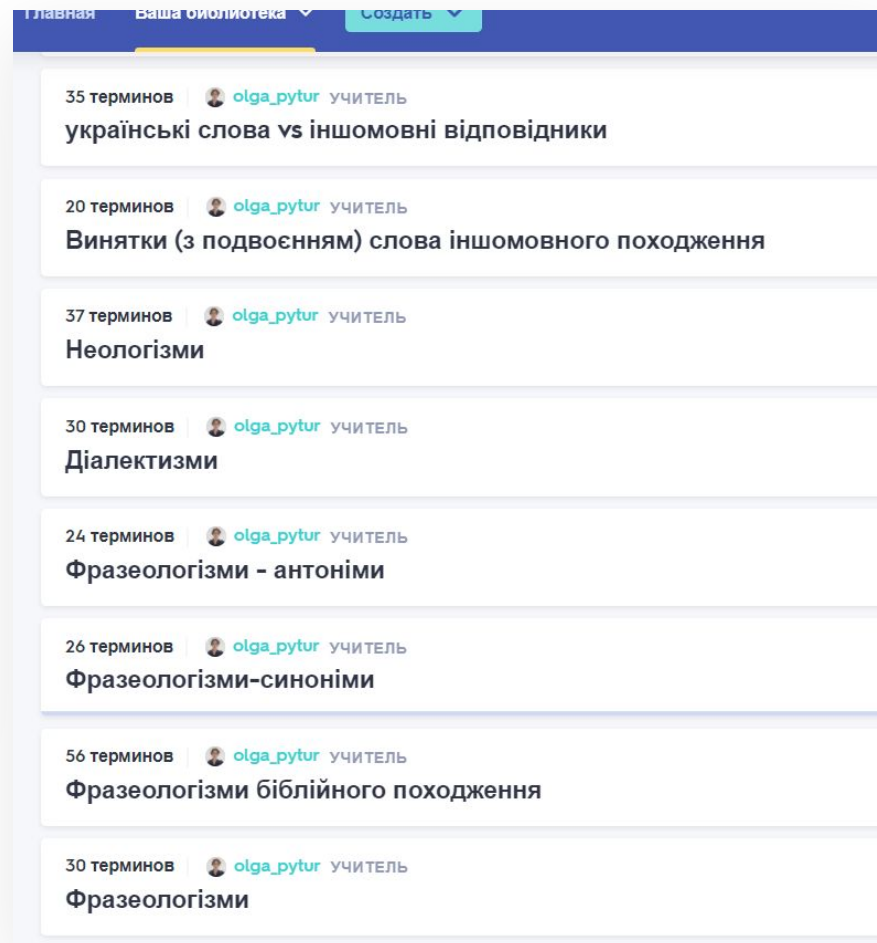 Главная Ваша библиотека Создать
35 терминов olga_pytur УЧИТЕЛЬ
українські слова vs іншомовні відповідники
20 терминов olga_pytur УЧИТЕЛЬ
Винятки (з подвоєнням) слова іншомовного походження
37 терминов olga_pytur УЧИТЕЛЬ
Неологізми
30 терминов olga_pytur УЧИТЕЛЬ
Діалектизми
24 терминов olga_pytur УЧИТЕЛЬ
Фразеологізми - антоніми
26 терминов olga_pytur УЧИТЕЛЬ
Фразеологізми-синоніми
56 терминов olga_pytur УЧИТЕЛЬ
Фразеологізми біблійного походження
30 терминов olga_pytur УЧИТЕЛЬ
Фразеологізми